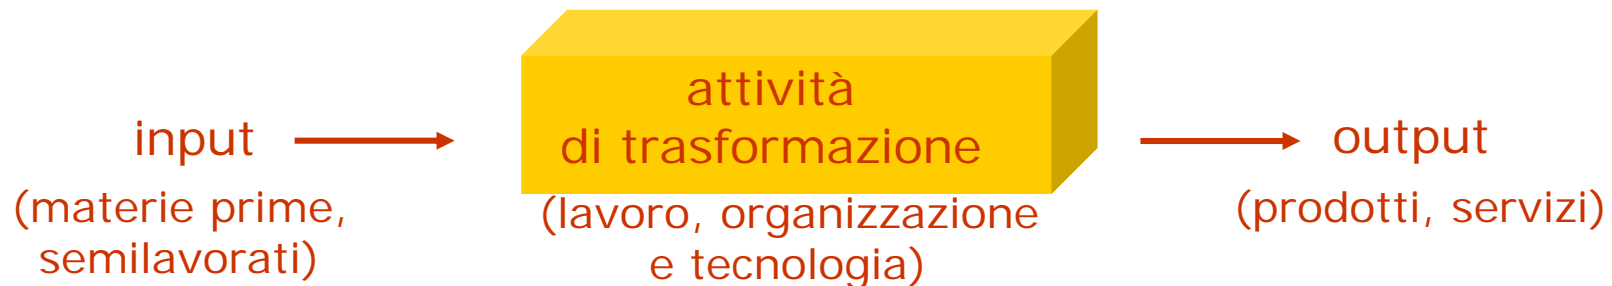 input
(materie prime,
semilavorati)
attività
di trasformazione
(lavoro, organizzazione
e tecnologia)
output
(prodotti, servizi)